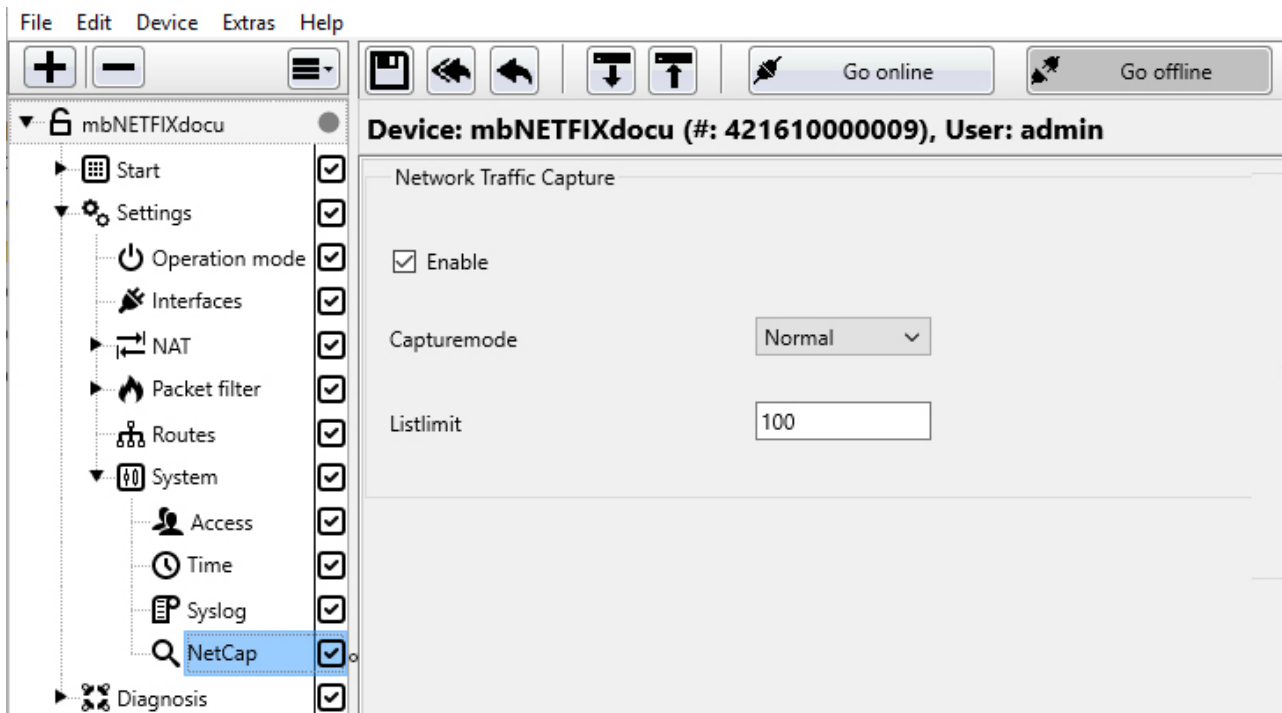 File Edit Device Extras Help
Go online Go offline
mbNETFIXdocu
Device: mbNETFIXdocu (#: 421610000009), User: admin
Start
Network Traffic Capture
Settings
Operation mode
Enable
Interfaces
NAT
Capturemode Normal
Packet filter
Routes
Listlimit 100
System
Access
Time
Syslog
NetCap
Diagnosis